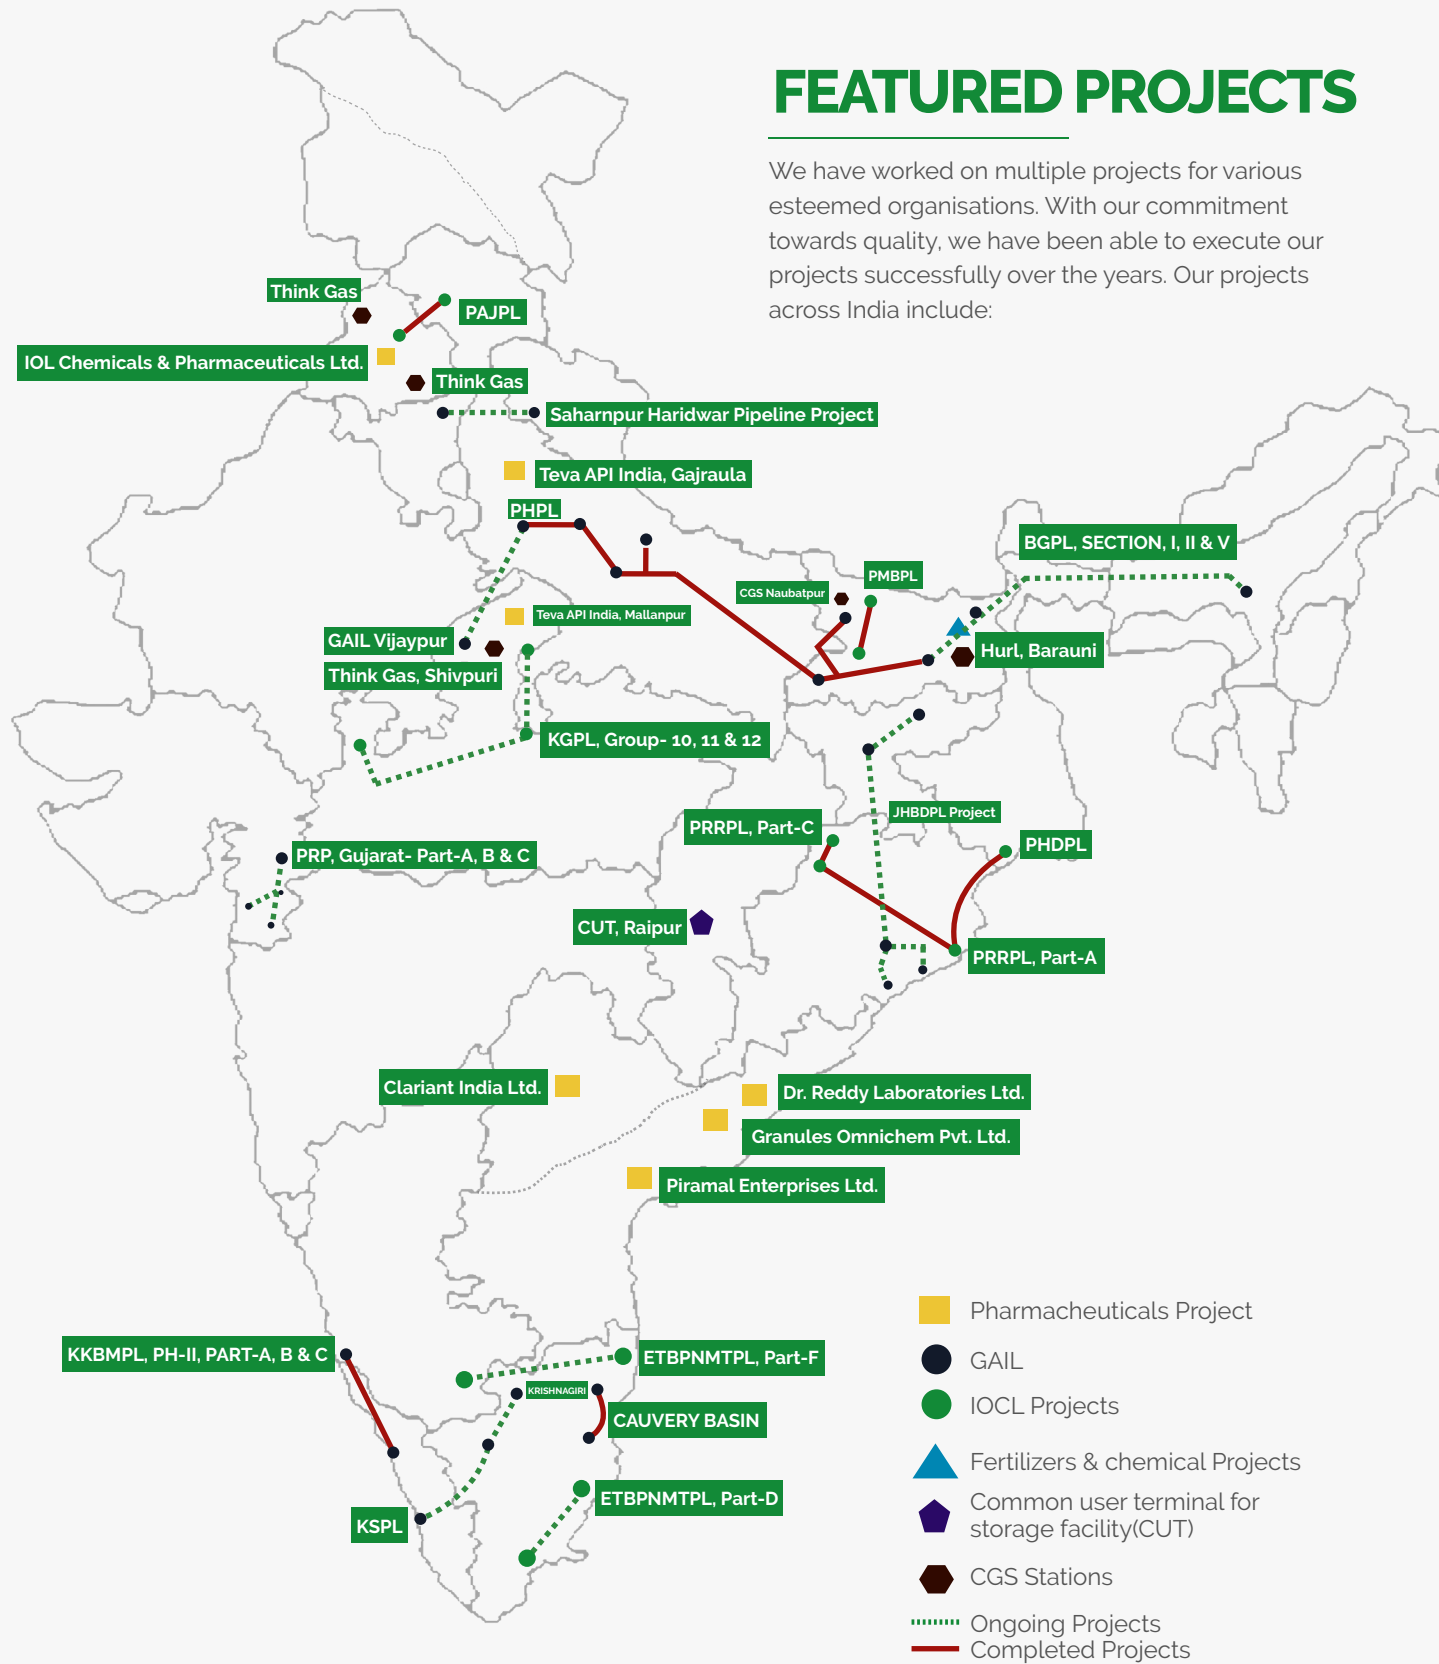 FEATURED PROJECTS
We have worked on multiple projects for various
esteemed organisations. With our commitment
towards quality, we have been able to execute our
projects successfully over the years. Our projects
across India include:
Think Gas
PAJPL
IOL Chemicals & Pharmaceuticals Ltd.
Think Gas
Saharnpur Haridwar Pipeline Project
Teva API India, Gajraula
PHPL
BGPL, SECTION, I, II & V
PMBPL
CGS Naubatpur
Teva API India, Mallanpur
GAIL Vijaypur
Hurl, Barauni
Think Gas, Shivpuri
KGPL, Group- 10, 11 & 12
JHBDPL Project
PRRPL, Part-C
PHDPL
PRP, Gujarat- Part-A, B & C
CUT, Raipur
PRRPL, Part-A
Clariant India Ltd.
Dr. Reddy Laboratories Ltd.
Granules Omnichem Pvt. Ltd.
Piramal Enterprises Ltd.
KKBMPL, PH-II, PART-A, B & C
ETBPNMTPL, Part-F
KRISHNAGIRI
CAUVERY BASIN
ETBPNMTPL, Part-D
KSPL
Pharmacheuticals Project
GAIL
IOCL Projects
Fertilizers & chemical Projects
Common user terminal for
storage facility(CUT)
CGS Stations
Ongoing Projects
Completed Projects